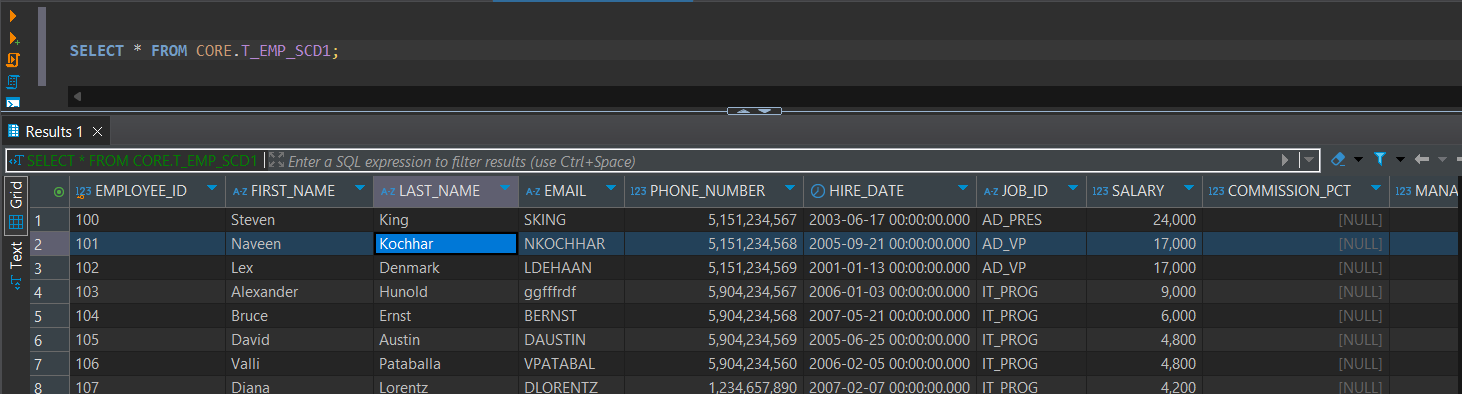 SELECT * FROM CORE.T_EMP_SCD1;
Results 1
SELECT * FROM CORE.T_EMP_SCD1 Enter a SQL expression to filter results (use Ctrl+Space)
Grid
Text
123 EMPLOYEE_ID A-Z FIRST_NAME A-Z LAST_NAME A-Z EMAIL 123 PHONE_NUMBER HIRE_DATE A-Z JOB_ID 123 SALARY 123 COMMISSION_PCT 123 MANA
1 100 Steven King SKING 5,151,234,567 2003-06-17 00:00:00.000 AD_PRES 24,000 [NULL]
2 101 Naveen Kochhar NKOCHHAR 5,151,234,568 2005-09-21 00:00:00.000 AD_VP 17,000 [NULL]
3 102 Lex Denmark LDEHAAN 5,151,234,569 2001-01-13 00:00:00.000 AD_VP 17,000 [NULL]
4 103 Alexander Hunold ggfffrdf 5,904,234,567 2006-01-03 00:00:00.000 IT_PROG 9,000 [NULL]
5 104 Bruce Ernst BERNST 5,904,234,568 2007-05-21 00:00:00.000 IT_PROG 6,000 [NULL]
6 105 David Austin DAUSTIN 5,904,234,569 2005-06-25 00:00:00.000 IT_PROG 4,800 [NULL]
7 106 Valli Pataballa VPATABAL 5,904,234,560 2006-02-05 00:00:00.000 IT_PROG 4,800 [NULL]
8 107 Diana Lorentz DLORENTZ 1,234,657,890 2007-02-07 00:00:00.000 IT_PROG 4,200 [NULL]